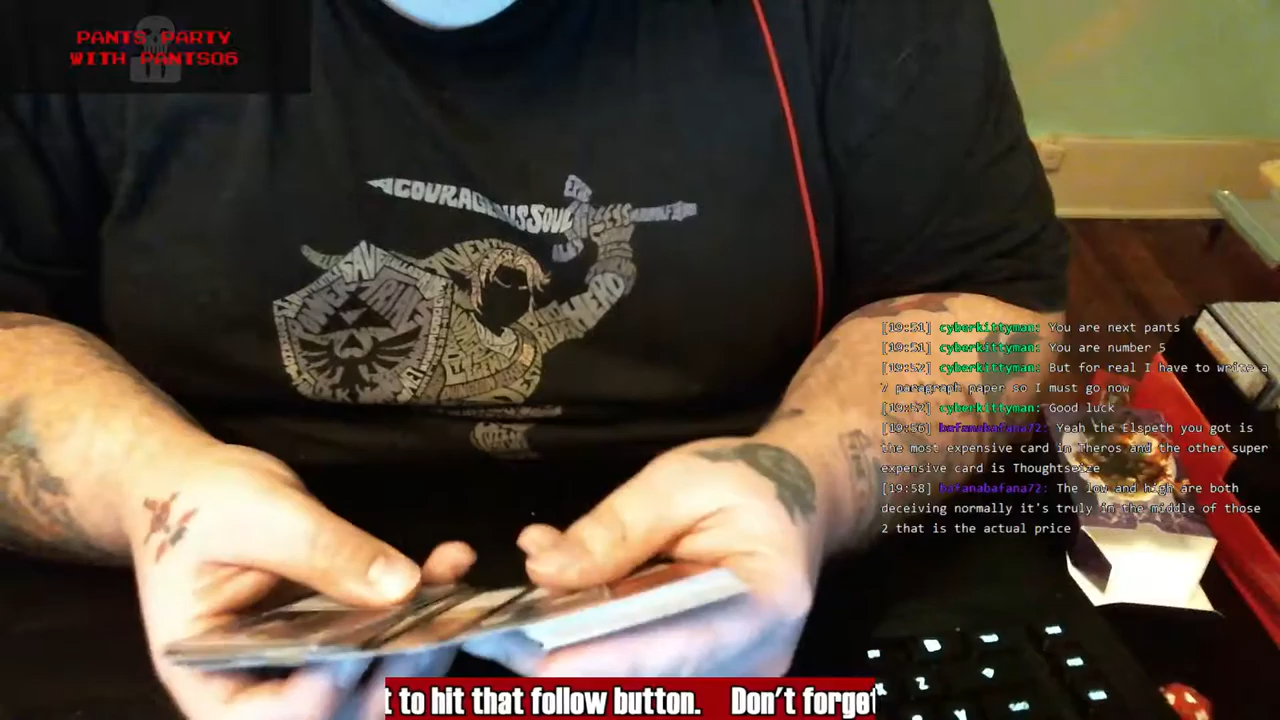 PANTS PARTY
WITH PANTS06
COURAGEOUS SOUL
HERO
[19:51] cyberkittyman: You are next pants
[19:51] cyberkittyman: You are number 5
[19:52] cyberkittyman: But for real I have to write a
7 paragraph paper so I must go now
[19:52] cyberkittyman: Good luck
[19:56] bafanabafana72: Yeah the Elspeth you got is
the most expensive card in Theros and the other super
expensive card is Thoughtseize
[19:58] bafanabafana72: The low and high are both
deceiving normally it's truly in the middle of those
2 that is the actual price
t to hit that follow button. Don't forget